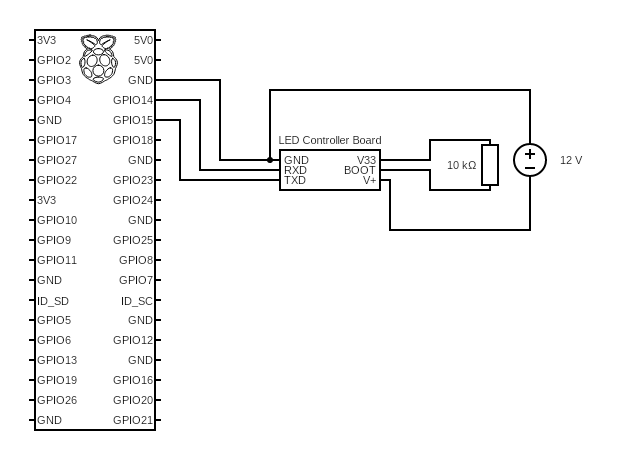 3V3 5V0
GPIO2 5V0
GPIO3 GND
GPIO4 GPIO14
GND GPIO15
GPIO17 GPIO18
GPIO27 GND
GPIO22 GPIO23
3V3 GPIO24
GPIO10 GND
GPIO9 GPIO25
GPIO11 GPIO8
GND GPIO7
ID_SD ID_SC
GPIO5 GND
GPIO6 GPIO12
GPIO13 GND
GPIO19 GPIO16
GPIO26 GPIO20
GND GPIO21
LED Controller Board
GND V33
RXD BOOT
TXD V+
10 kΩ
12 V